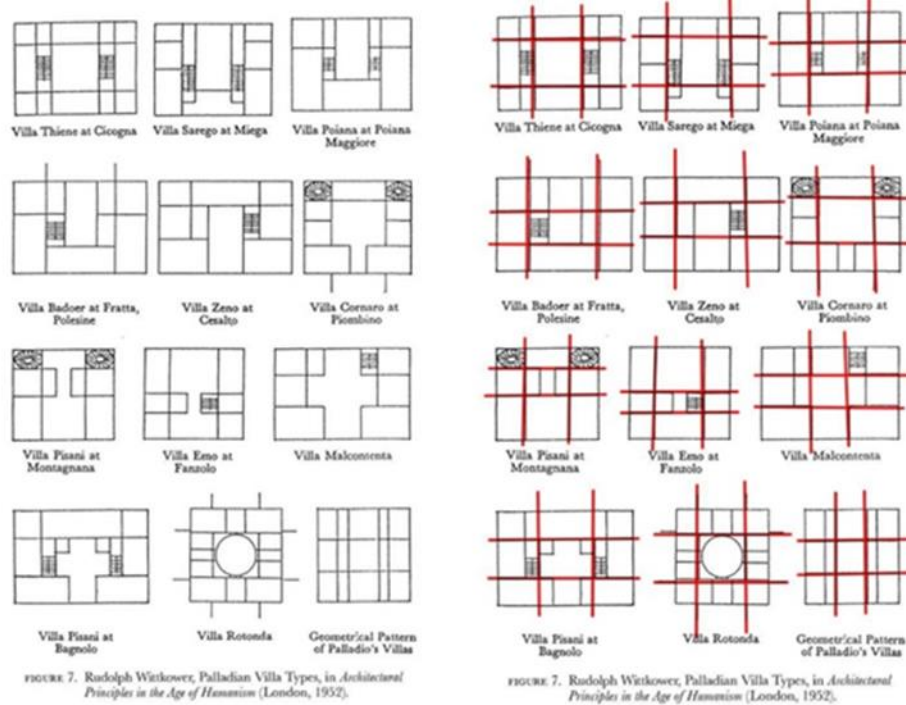 Villa Thiene at Cicogna
Villa Sarego at Miega
Villa Poiana at Poiana
Maggiore
Villa Badoer at Fratta,
Polesine
Villa Zeno at
Cesalto
Villa Cornaro at
Piombino
Villa Pisani at
Montagnana
Villa Emo at
Fanzolo
Villa Malcontenta
Villa Pisani at
Bagnolo
Villa Rotonda
Geometrical Pattern
of Palladio's Villas
FIGURE 7. Rudolph Wittkower, Palladian Villa Types, in Architectural
Principles in the Age of Humanism (London, 1952).
Villa Thiene at Cicogna
Villa Sarego at Miega
Villa Poiana at Poiana
Maggiore
Villa Badoer at Fratta,
Polesine
Villa Zeno at
Cesalto
Villa Cornaro at
Piombino
Villa Pisani at
Montagnana
Villa Emo at
Fanzolo
Villa Malcontenta
Villa Pisani at
Bagnolo
Villa Rotonda
Geometrical Pattern
of Palladio's Villas
FIGURE 7. Rudolph Wittkower, Palladian Villa Types, in Architectural
Principles in the Age of Humanism (London, 1952).